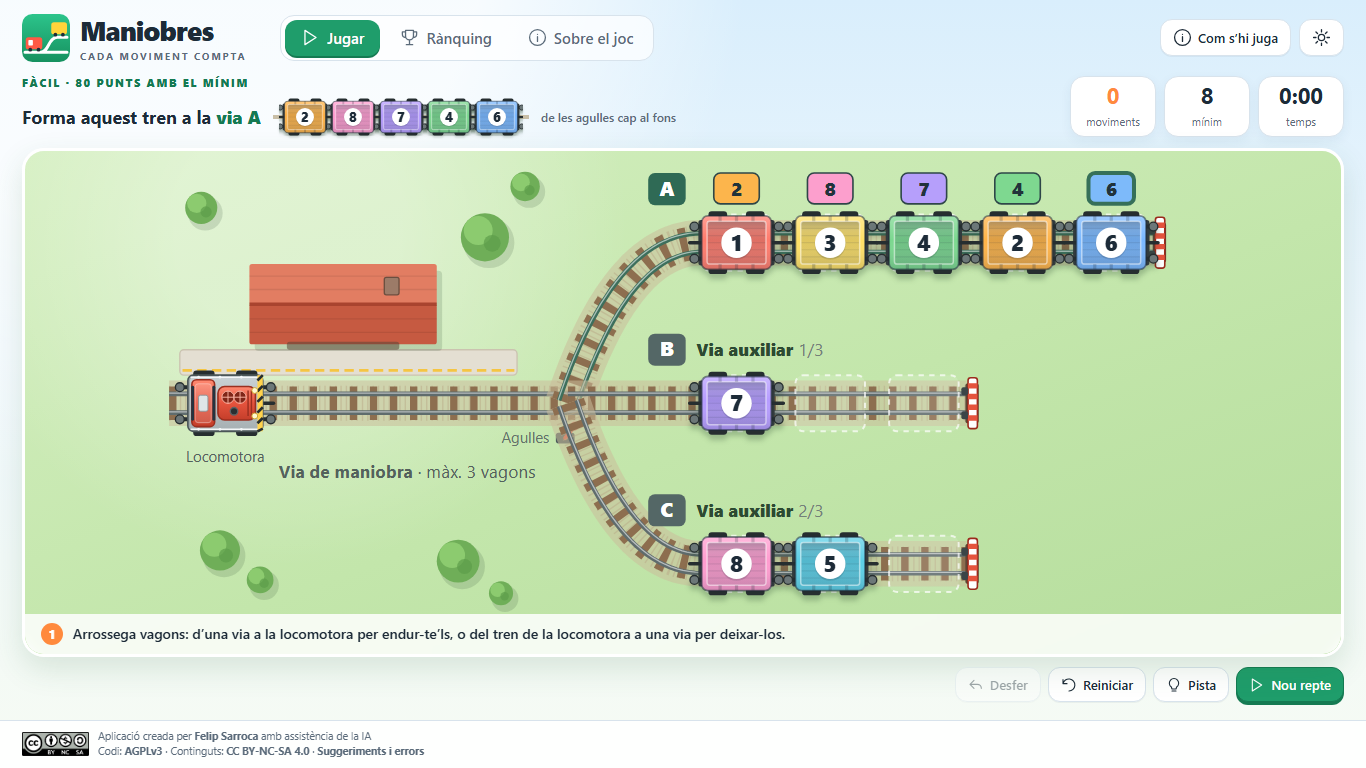 Maniobres
CADA MOVIMENT COMPTA
Jugar
Rànquing
Sobre el joc
Com s’hi juga
FÀCIL · 80 PUNTS AMB EL MÍNIM
Forma aquest tren a la via A
2 8 7 4 6
de les agulles cap al fons
0
moviments
8
mínim
0:00
temps
A 2 8 7 4 6
1 3 4 2 6
B Via auxiliar 1/3
7
Locomotora
Agulles
Via de maniobra · màx. 3 vagons
C Via auxiliar 2/3
8 5
1 Arrossega vagons: d’una via a la locomotora per endur-te’ls, o del tren de la locomotora a una via per deixar-los.
Desfer
Reiniciar
Pista
Nou repte
cc BY NC SA
Aplicació creada per Felip Sarroca amb assistència de la IA
Codi: AGPLv3 · Continguts: CC BY-NC-SA 4.0 · Suggeriments i errors